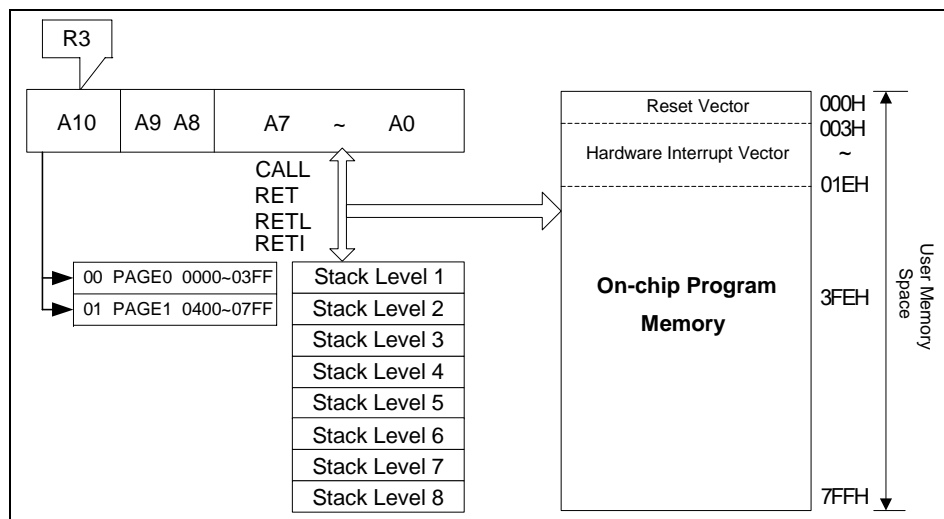 R3
A10 A9 A8 A7 ~ A0
CALL
RET
RETL
RETI
00 PAGE0 0000~03FF
01 PAGE1 0400~07FF
Stack Level 1
Stack Level 2
Stack Level 3
Stack Level 4
Stack Level 5
Stack Level 6
Stack Level 7
Stack Level 8
Reset Vector
Hardware Interrupt Vector
On-chip Program
Memory
000H
003H
~
01EH
3FEH
7FFH
User Memory
Space